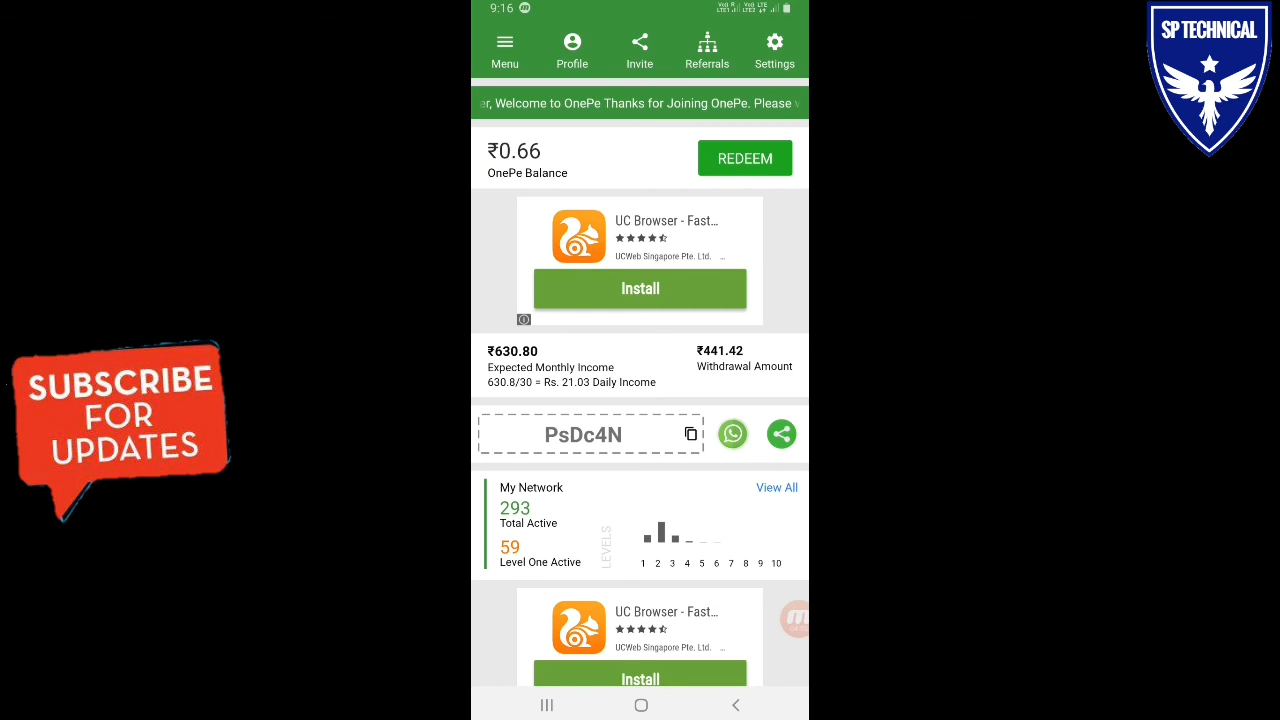 9:16
Menu
Profile
Invite
Referrals
Settings
er, Welcome to OnePe Thanks for Joining OnePe. Please
₹0.66
OnePe Balance
REDEEM
UC Browser - Fast…
UCWeb Singapore Pte. Ltd. ...
Install
₹630.80
Expected Monthly Income
630.8/30 = Rs. 21.03 Daily Income
₹441.42
Withdrawal Amount
PsDc4N
My Network
View All
293
Total Active
59
Level One Active
LEVELS
1 2 3 4 5 6 7 8 9 10
UC Browser - Fast…
UCWeb Singapore Pte. Ltd. ...
Install
SUBSCRIBE
FOR
UPDATES
SP TECHNICAL